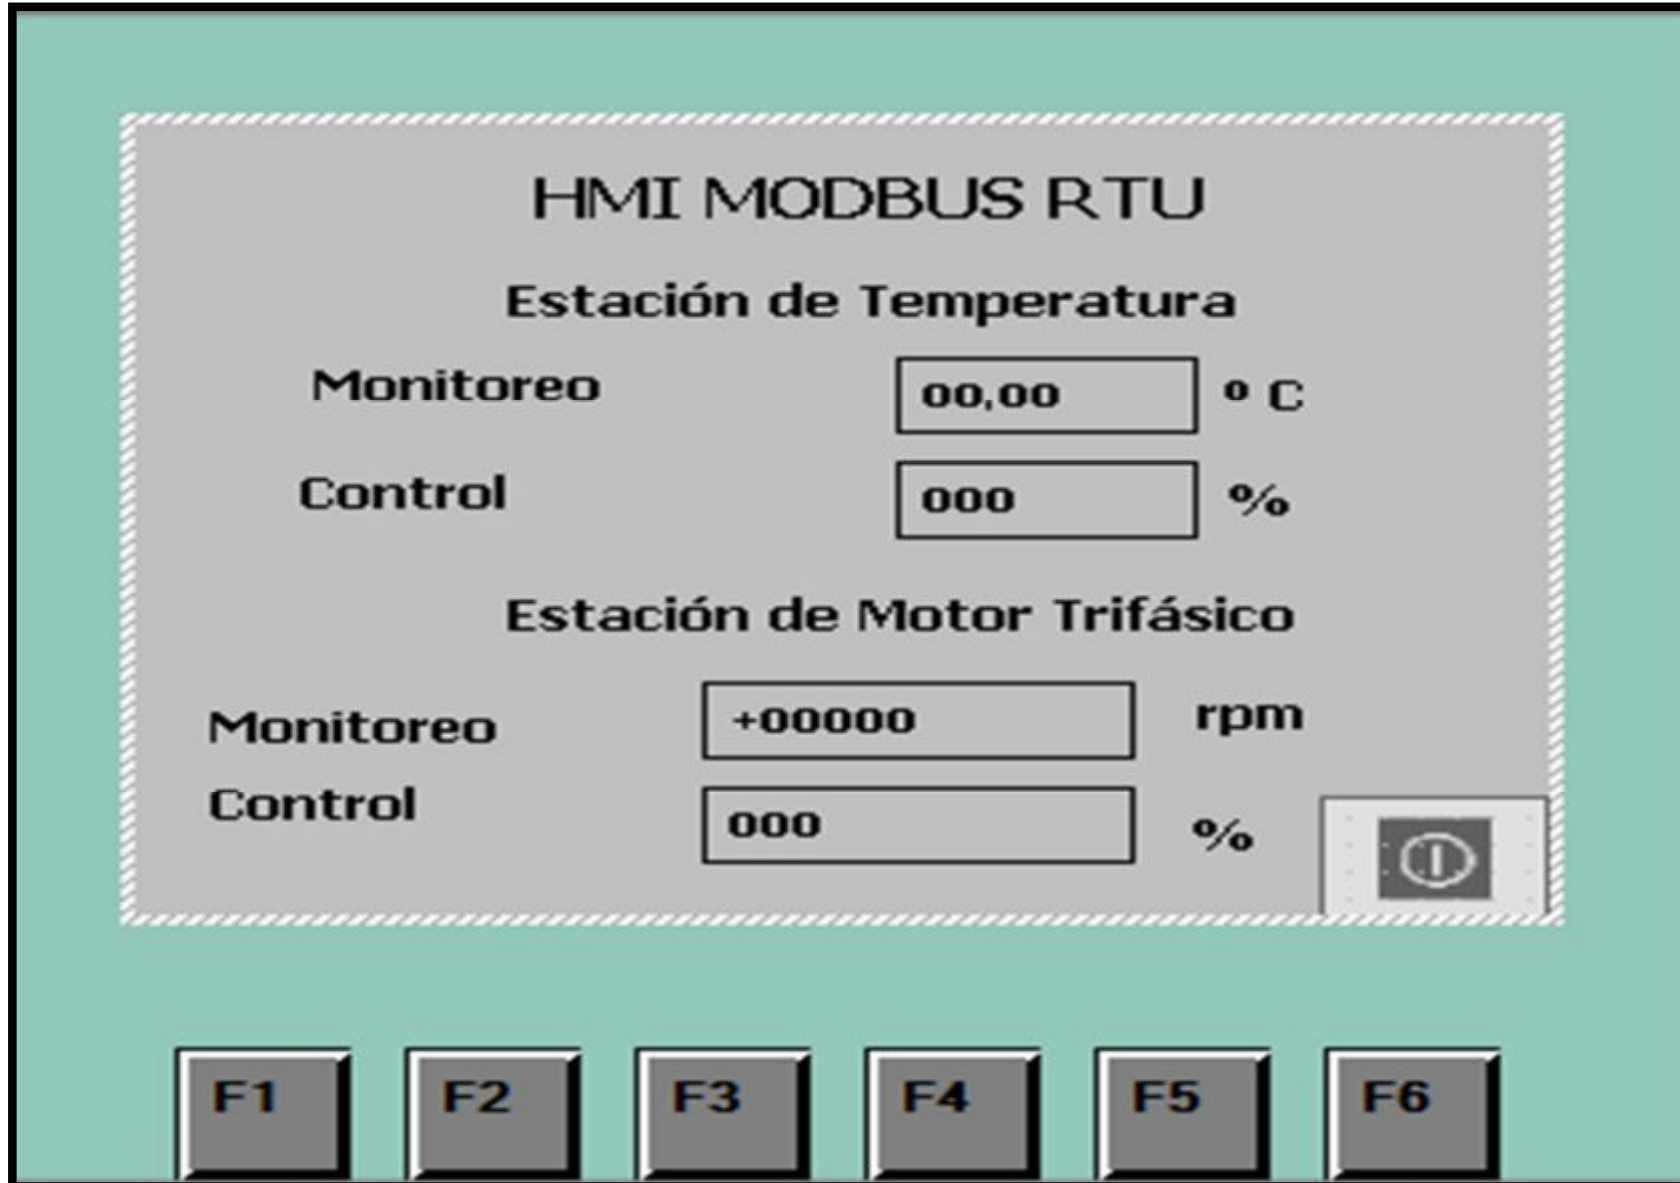 HMI MODBUS RTU
Estación de Temperatura
Monitoreo 00,00 º C
Control 000 %
Estación de Motor Trifásico
Monitoreo +00000 rpm
Control 000 %
F1 F2 F3 F4 F5 F6